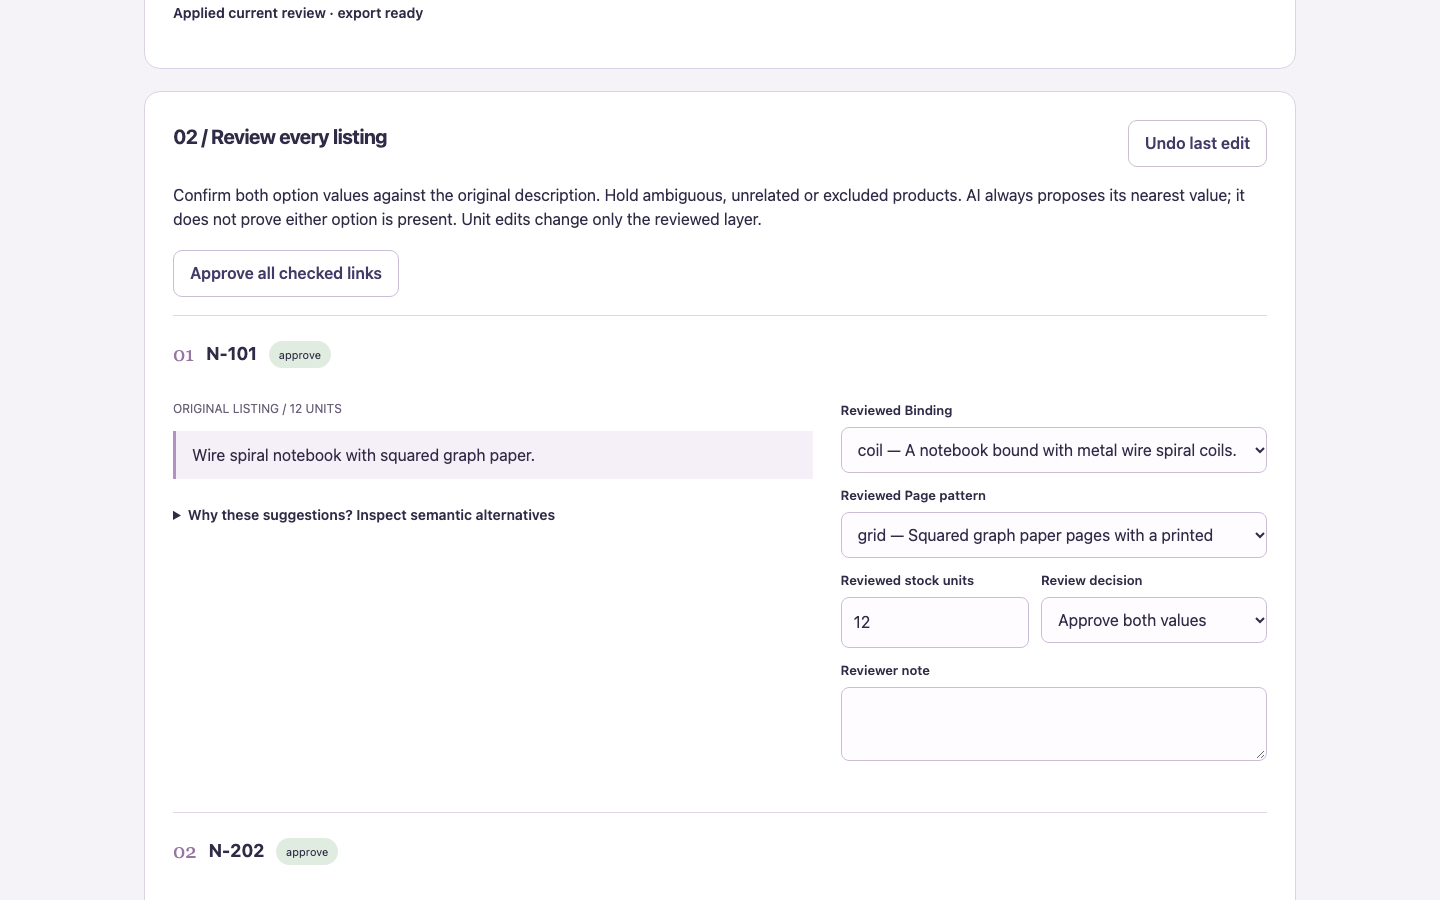 Applied current review · export ready
02 / Review every listing
Undo last edit
Confirm both option values against the original description. Hold ambiguous, unrelated or excluded products. AI always proposes its nearest value; it
does not prove either option is present. Unit edits change only the reviewed layer.
Approve all checked links
01 N-101 approve
ORIGINAL LISTING / 12 UNITS
Wire spiral notebook with squared graph paper.
Why these suggestions? Inspect semantic alternatives
Reviewed Binding
coil — A notebook bound with metal wire spiral coils.
Reviewed Page pattern
grid — Squared graph paper pages with a printed
Reviewed stock units
12
Review decision
Approve both values
Reviewer note
02 N-202 approve